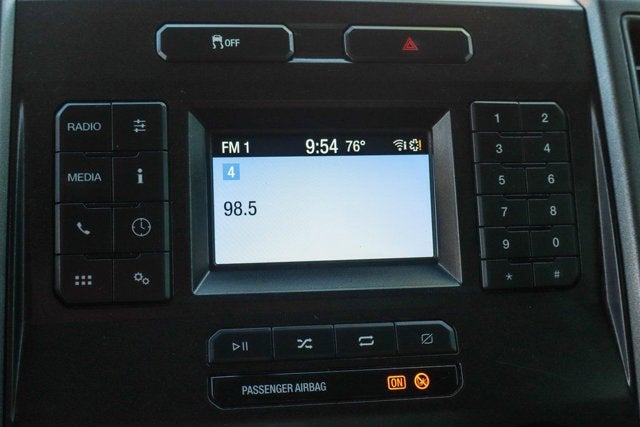 OFF
RADIO
MEDIA
i
FM 1 9:54 76°
4
98.5
1 2
3 4
5 6
7 8
9 0
* #
PASSENGER AIRBAG ON